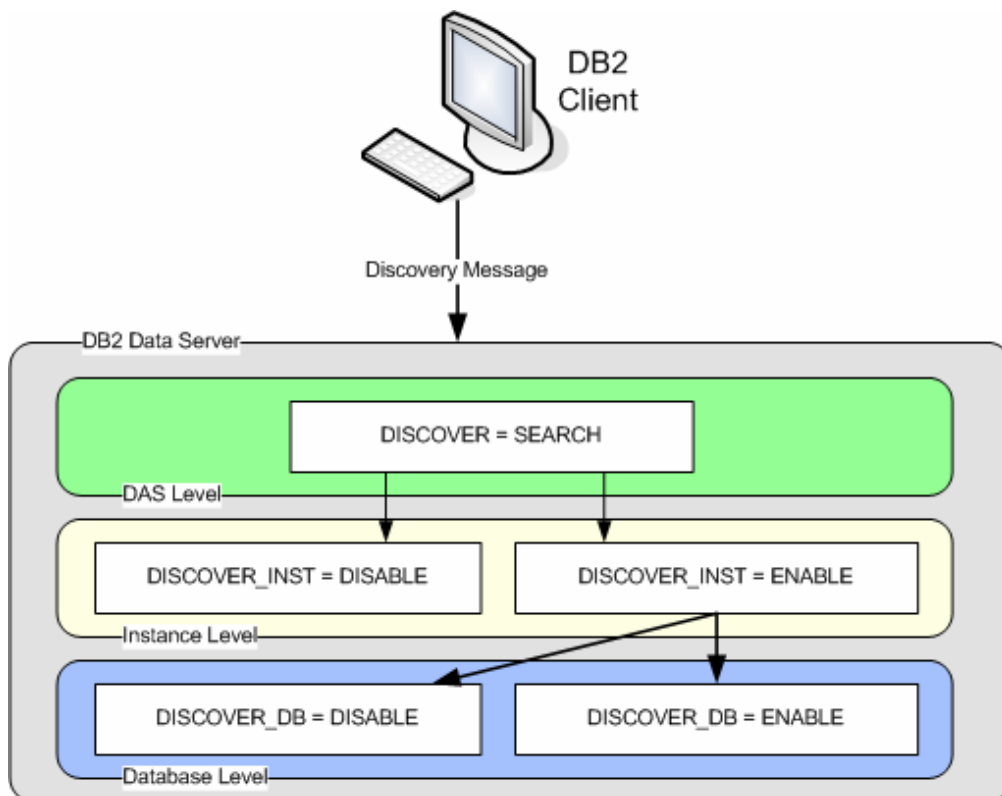 DB2
Client
Discovery Message
DB2 Data Server
DISCOVER = SEARCH
DAS Level
DISCOVER_INST = DISABLE
DISCOVER_INST = ENABLE
Instance Level
DISCOVER_DB = DISABLE
DISCOVER_DB = ENABLE
Database Level